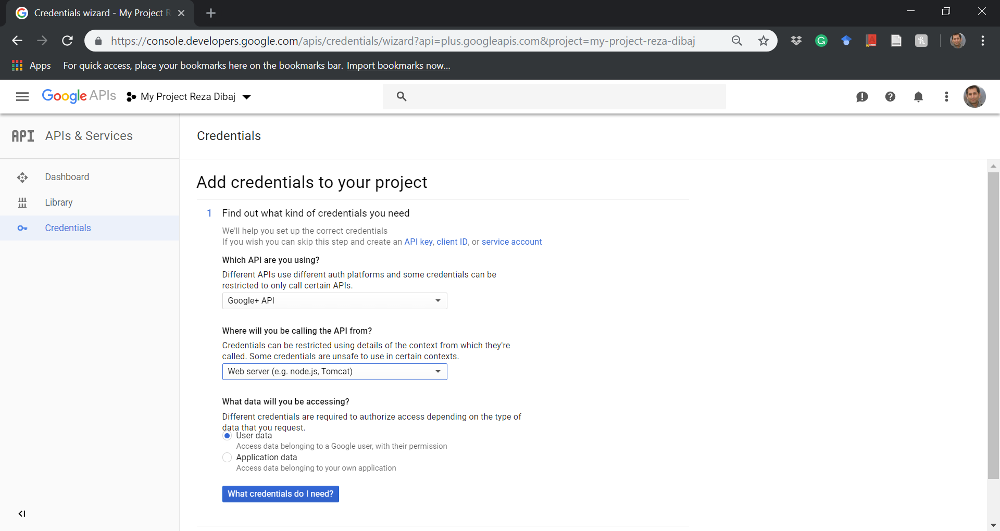 Credentials wizard - My Project R
https://console.developers.google.com/apis/credentials/wizard?api=plus.googleapis.com&project=my-project-reza-dibaj
Apps For quick access, place your bookmarks here on the bookmarks bar. Import bookmarks now...
Google APIs My Project Reza Dibaj
API APIs & Services
Credentials
Dashboard
Library
Credentials
Add credentials to your project
1 Find out what kind of credentials you need
We'll help you set up the correct credentials
If you wish you can skip this step and create an API key, client ID, or service account
Which API are you using?
Different APIs use different auth platforms and some credentials can be
restricted to only call certain APIs.
Google+ API
Where will you be calling the API from?
Credentials can be restricted using details of the context from which they're
called. Some credentials are unsafe to use in certain contexts.
Web server (e.g. node.js, Tomcat)
What data will you be accessing?
Different credentials are required to authorize access depending on the type of
data that you request.
User data
Access data belonging to a Google user, with their permission
Application data
Access data belonging to your own application
What credentials do I need?